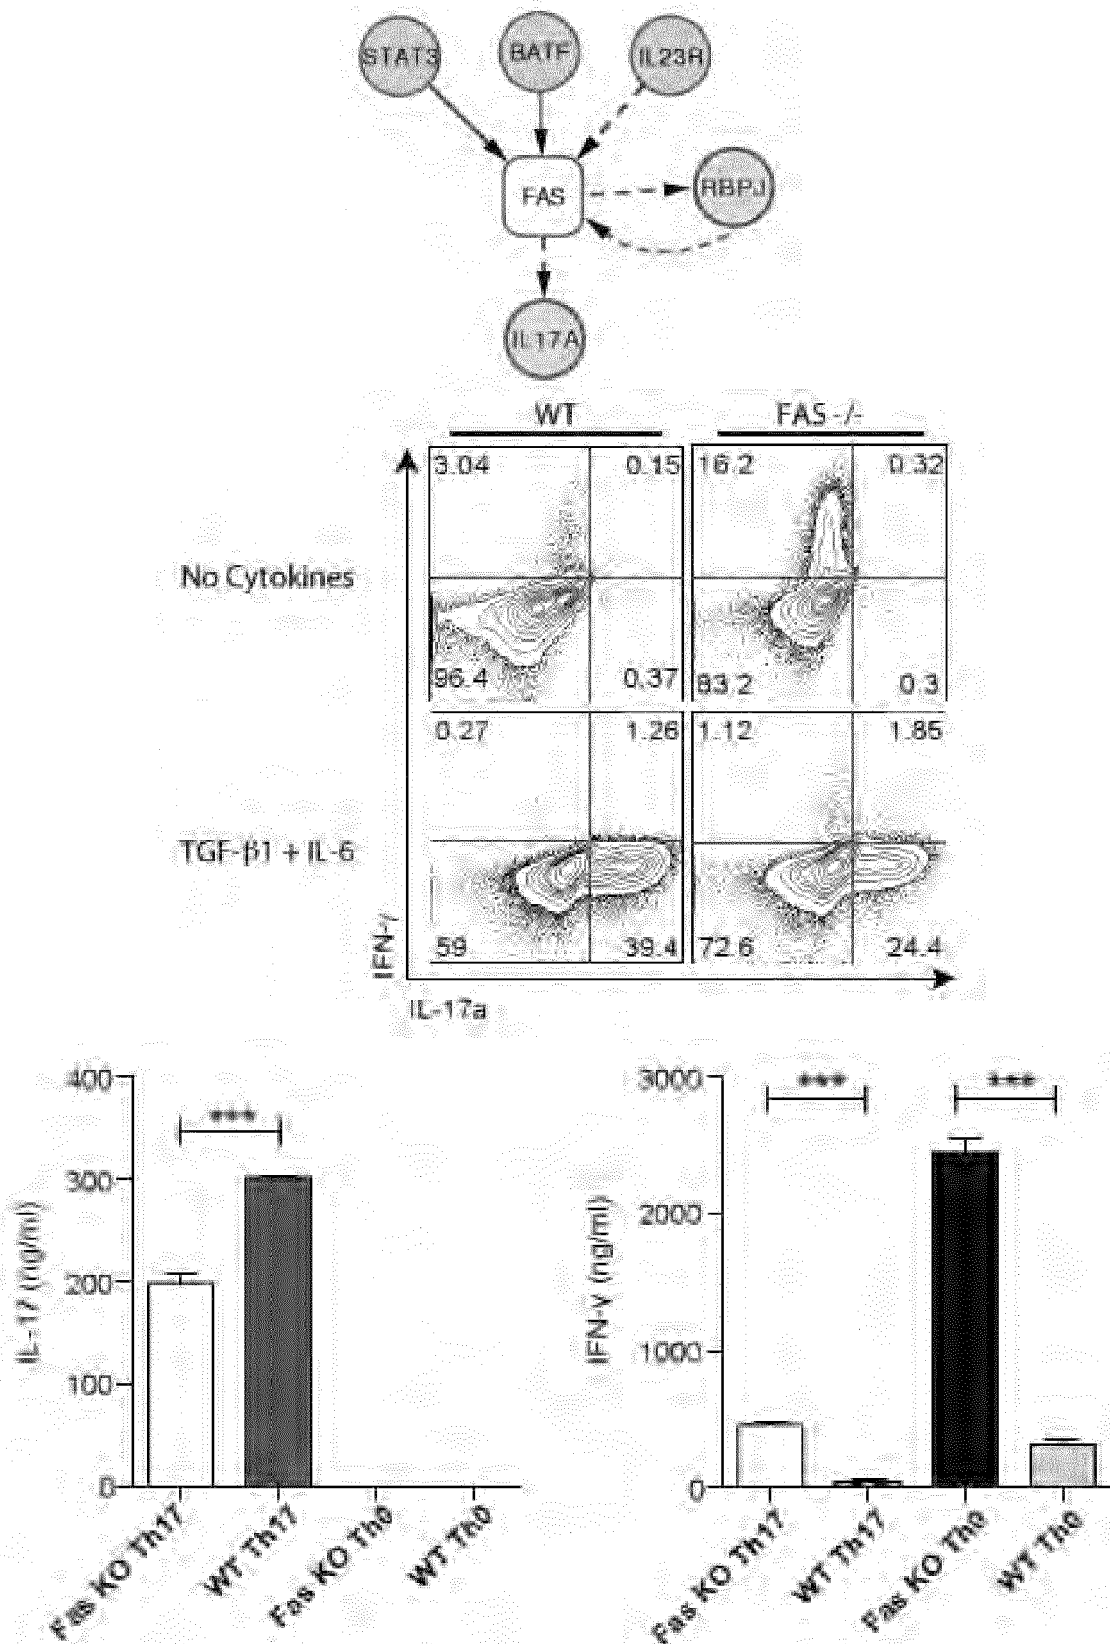 STAT3 BATF IL23R
FAS RBPJ
IL17A
WT FAS -/-
3.04 0.15 16.2 0.32
No Cytokines
96.4 0.37 83.2 0.3
0.27 1.26 1.12 1.85
TGF-β1 + IL-6
59 39.4 72.6 24.4
IFN-γ
IL-17a
400
300
200
100
0
IL-17 (ng/ml)
***
Fas KO Th17
WT Th17
Fas KO Th0
WT Th0
3000
2000
1000
0
IFN-γ (ng/ml)
*** ***
Fas KO Th17
WT Th17
Fas KO Th0
WT Th0